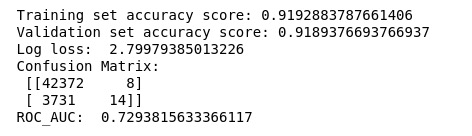 Training set accuracy score: 0.9192883787661406
Validation set accuracy score: 0.9189376693766937
Log loss:  2.79979385013226
Confusion Matrix:
 [[42372     8]
 [ 3731    14]]
ROC_AUC:  0.7293815633366117